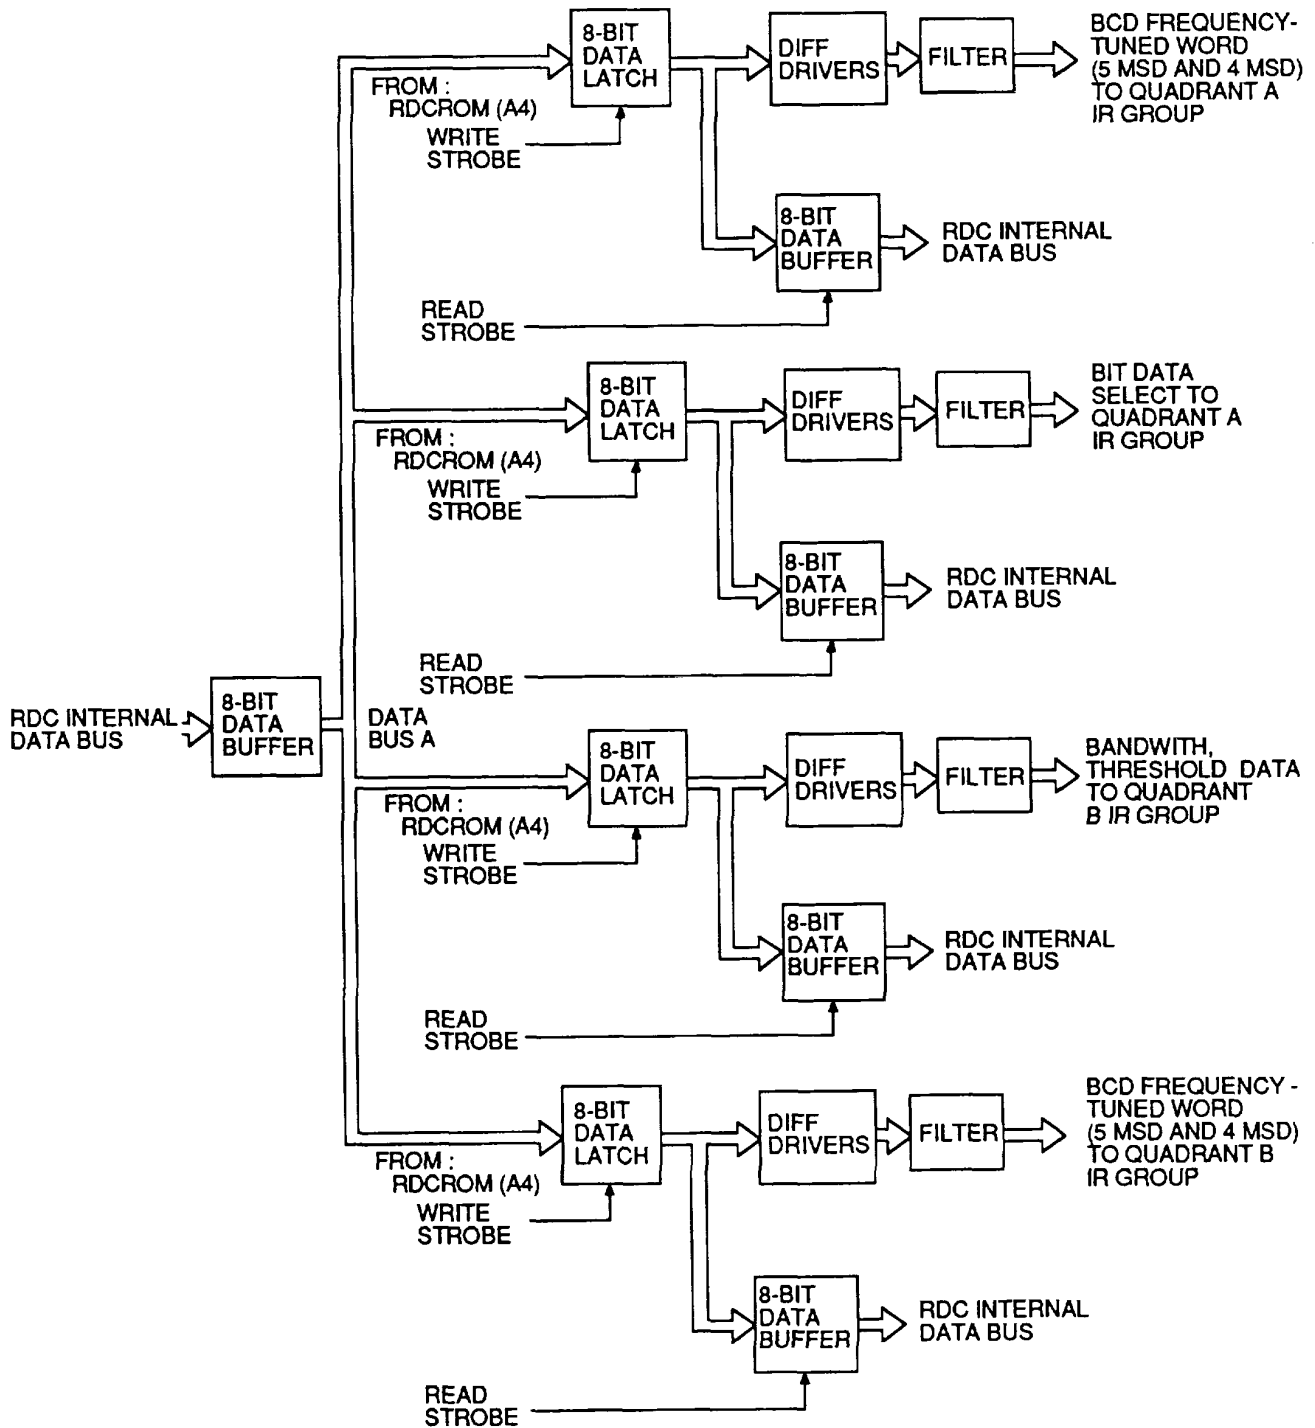 8-BIT
DATA
LATCH
DIFF
DRIVERS
FILTER
BCD FREQUENCY-
TUNED WORD
(5 MSD AND 4 MSD)
TO QUADRANT A
IR GROUP
FROM :
RDCROM (A4)
WRITE
STROBE
8-BIT
DATA
BUFFER
RDC INTERNAL
DATA BUS
READ
STROBE
8-BIT
DATA
LATCH
DIFF
DRIVERS
FILTER
BIT DATA
SELECT TO
QUADRANT A
IR GROUP
FROM :
RDCROM (A4)
WRITE
STROBE
8-BIT
DATA
BUFFER
RDC INTERNAL
DATA BUS
READ
STROBE
RDC INTERNAL
DATA BUS
8-BIT
DATA
BUFFER
DATA
BUS A
8-BIT
DATA
LATCH
DIFF
DRIVERS
FILTER
BANDWITH,
THRESHOLD DATA
TO QUADRANT
B IR GROUP
FROM :
RDCROM (A4)
WRITE
STROBE
8-BIT
DATA
BUFFER
RDC INTERNAL
DATA BUS
READ
STROBE
8-BIT
DATA
LATCH
DIFF
DRIVERS
FILTER
BCD FREQUENCY -
TUNED WORD
(5 MSD AND 4 MSD)
TO QUADRANT B
IR GROUP
FROM :
RDCROM (A4)
WRITE
STROBE
8-BIT
DATA
BUFFER
RDC INTERNAL
DATA BUS
READ
STROBE